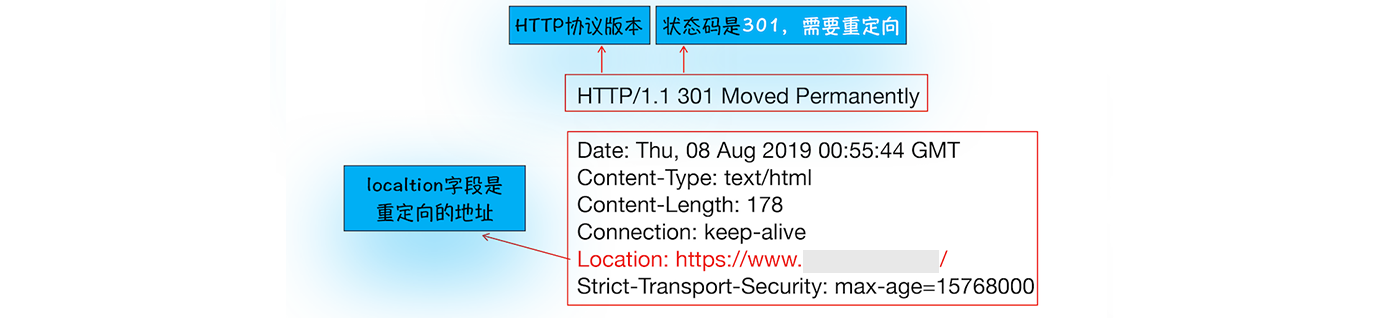 HTTP协议版本
状态码是301，需要重定向
HTTP/1.1 301 Moved Permanently
Date: Thu, 08 Aug 2019 00:55:44 GMT
Content-Type: text/html
Content-Length: 178
Connection: keep-alive
Location: https://www. /
Strict-Transport-Security: max-age=15768000
localtion字段是
重定向的地址